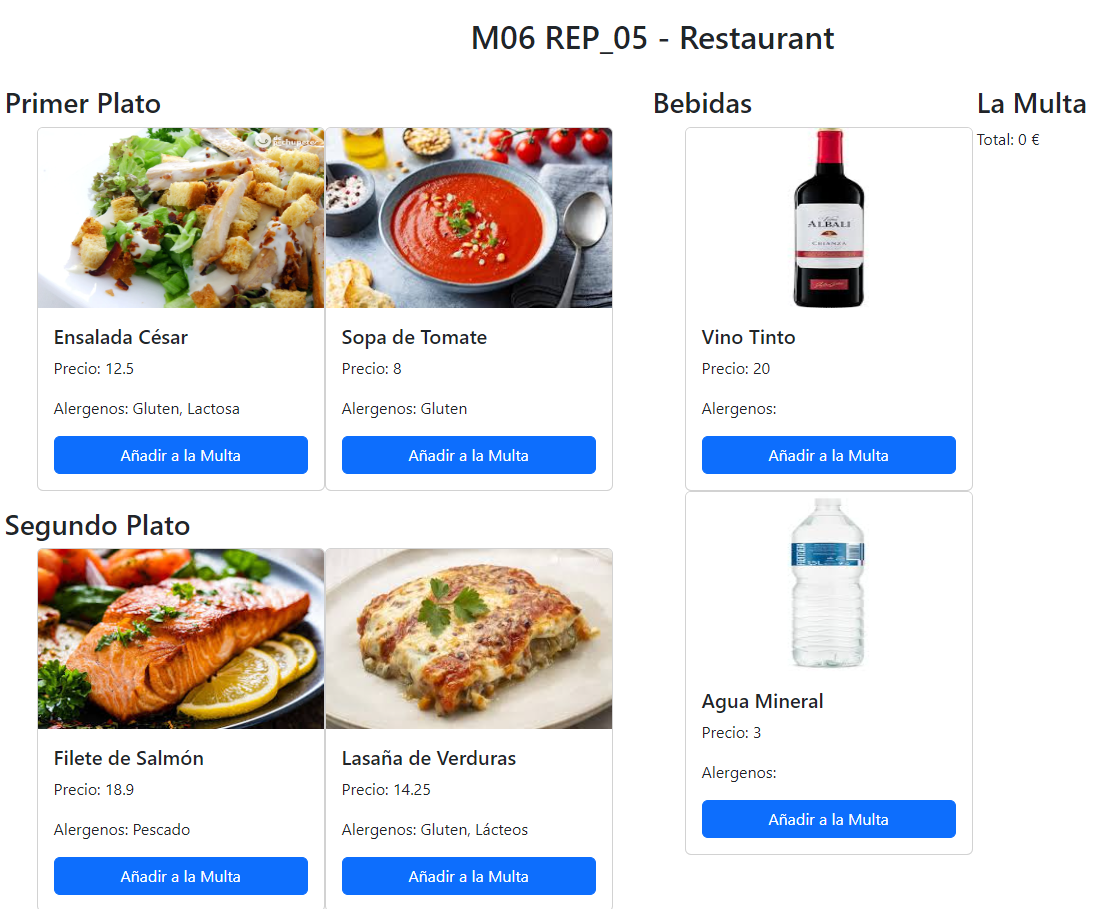 M06 REP_05 - Restaurant
Primer Plato
Ensalada César
Precio: 12.5
Alergenos: Gluten, Lactosa
Añadir a la Multa
Sopa de Tomate
Precio: 8
Alergenos: Gluten
Añadir a la Multa
Segundo Plato
Filete de Salmón
Precio: 18.9
Alergenos: Pescado
Añadir a la Multa
Lasaña de Verduras
Precio: 14.25
Alergenos: Gluten, Lácteos
Añadir a la Multa
Bebidas
ALBALI
CRIANZA
Vino Tinto
Precio: 20
Alergenos:
Añadir a la Multa
Agua Mineral
Precio: 3
Alergenos:
Añadir a la Multa
La Multa
Total: 0 €